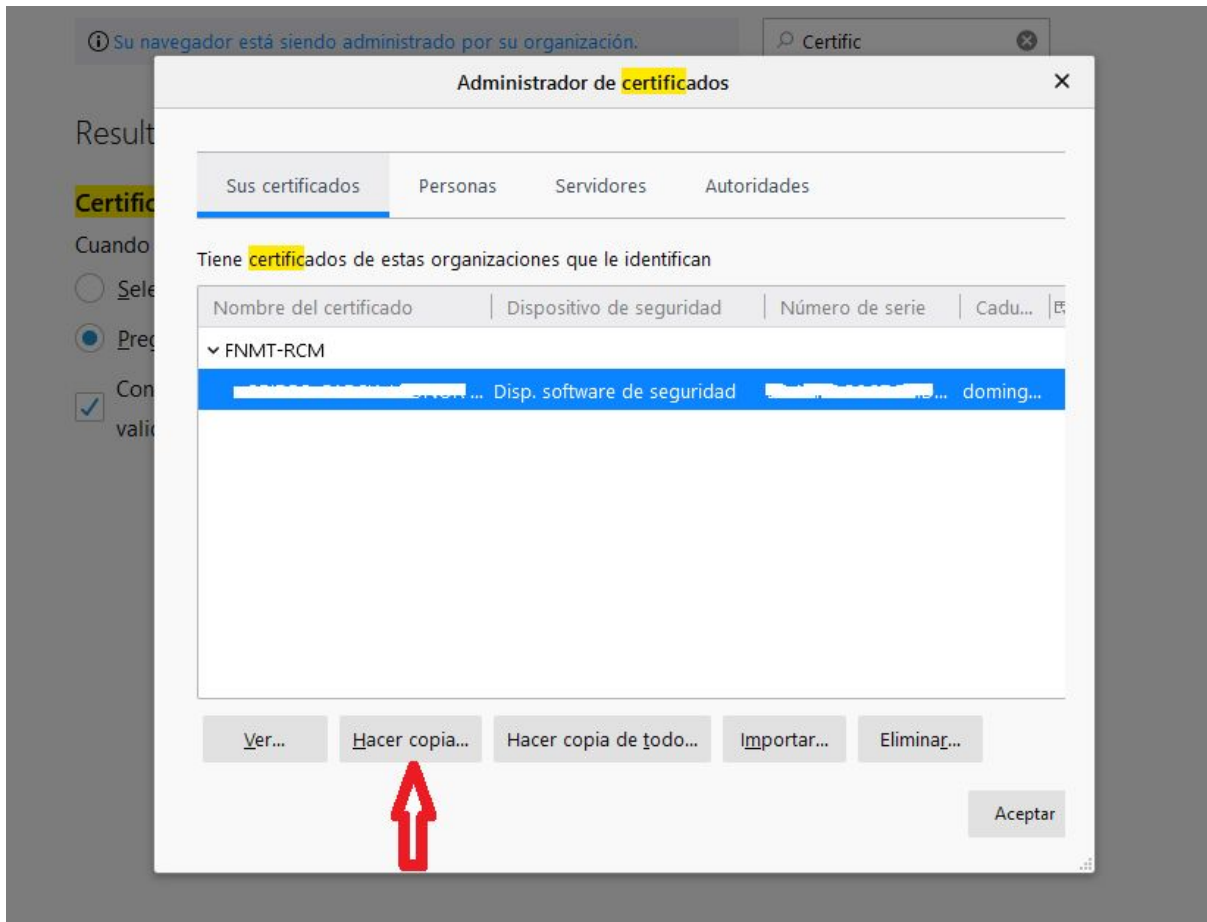 Su navegador está siendo administrado por su organización.
Certific
Administrador de certificados
Result
Sus certificados Personas Servidores Autoridades
Certific
Cuando
Tiene certificados de estas organizaciones que le identifican
Sele
Nombre del certificado Dispositivo de seguridad Número de serie Cadu...
Preg
FNMT-RCM
Con
... Disp. software de seguridad ... doming...
valid
Ver... Hacer copia... Hacer copia de todo... Importar... Eliminar...
Aceptar